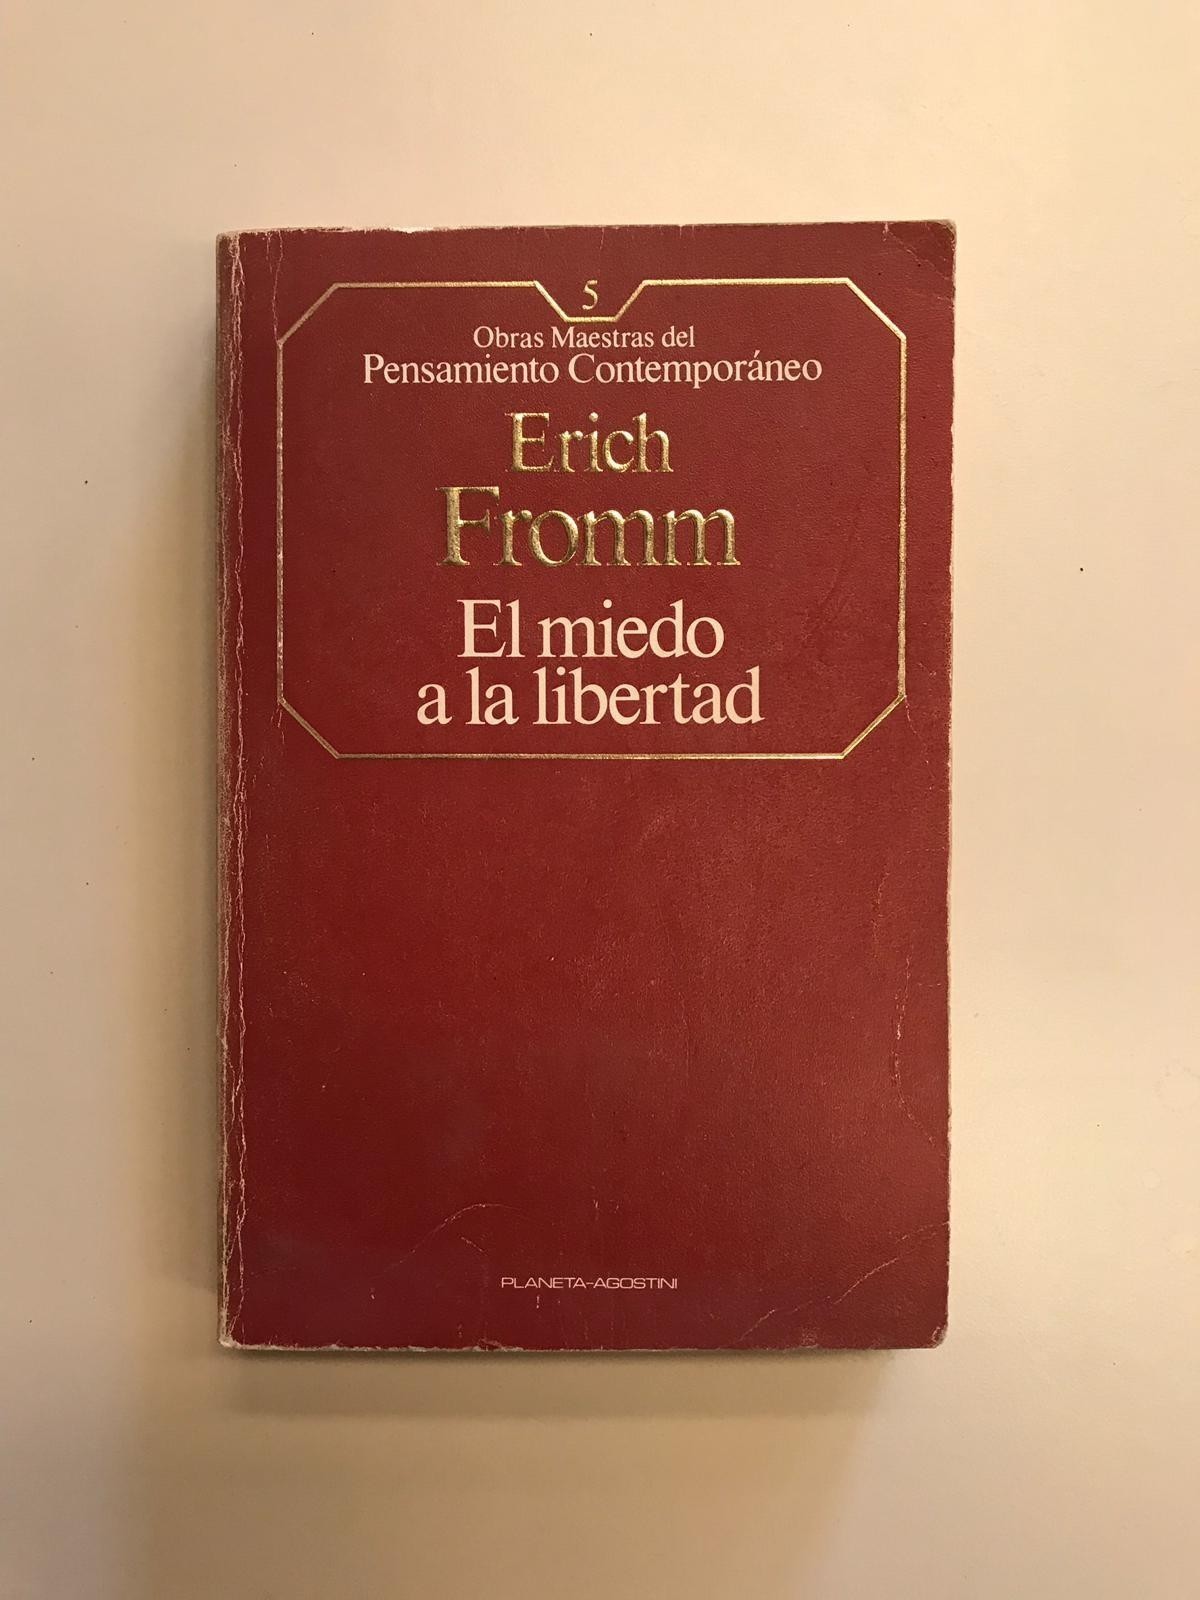 5
Obras Maestras del
Pensamiento Contemporáneo
Erich
Fromm
El miedo
a la libertad
PLANETA-AGOSTINI